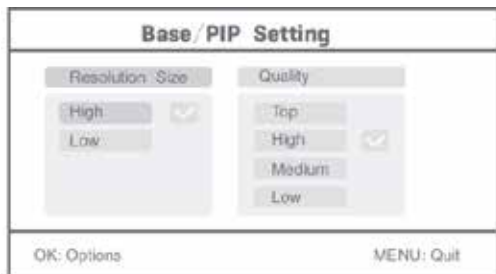 Base/PIP Setting
Resolution Size
High
Low
Quality
Top
High
Medium
Low
OK: Options
MENU: Quit